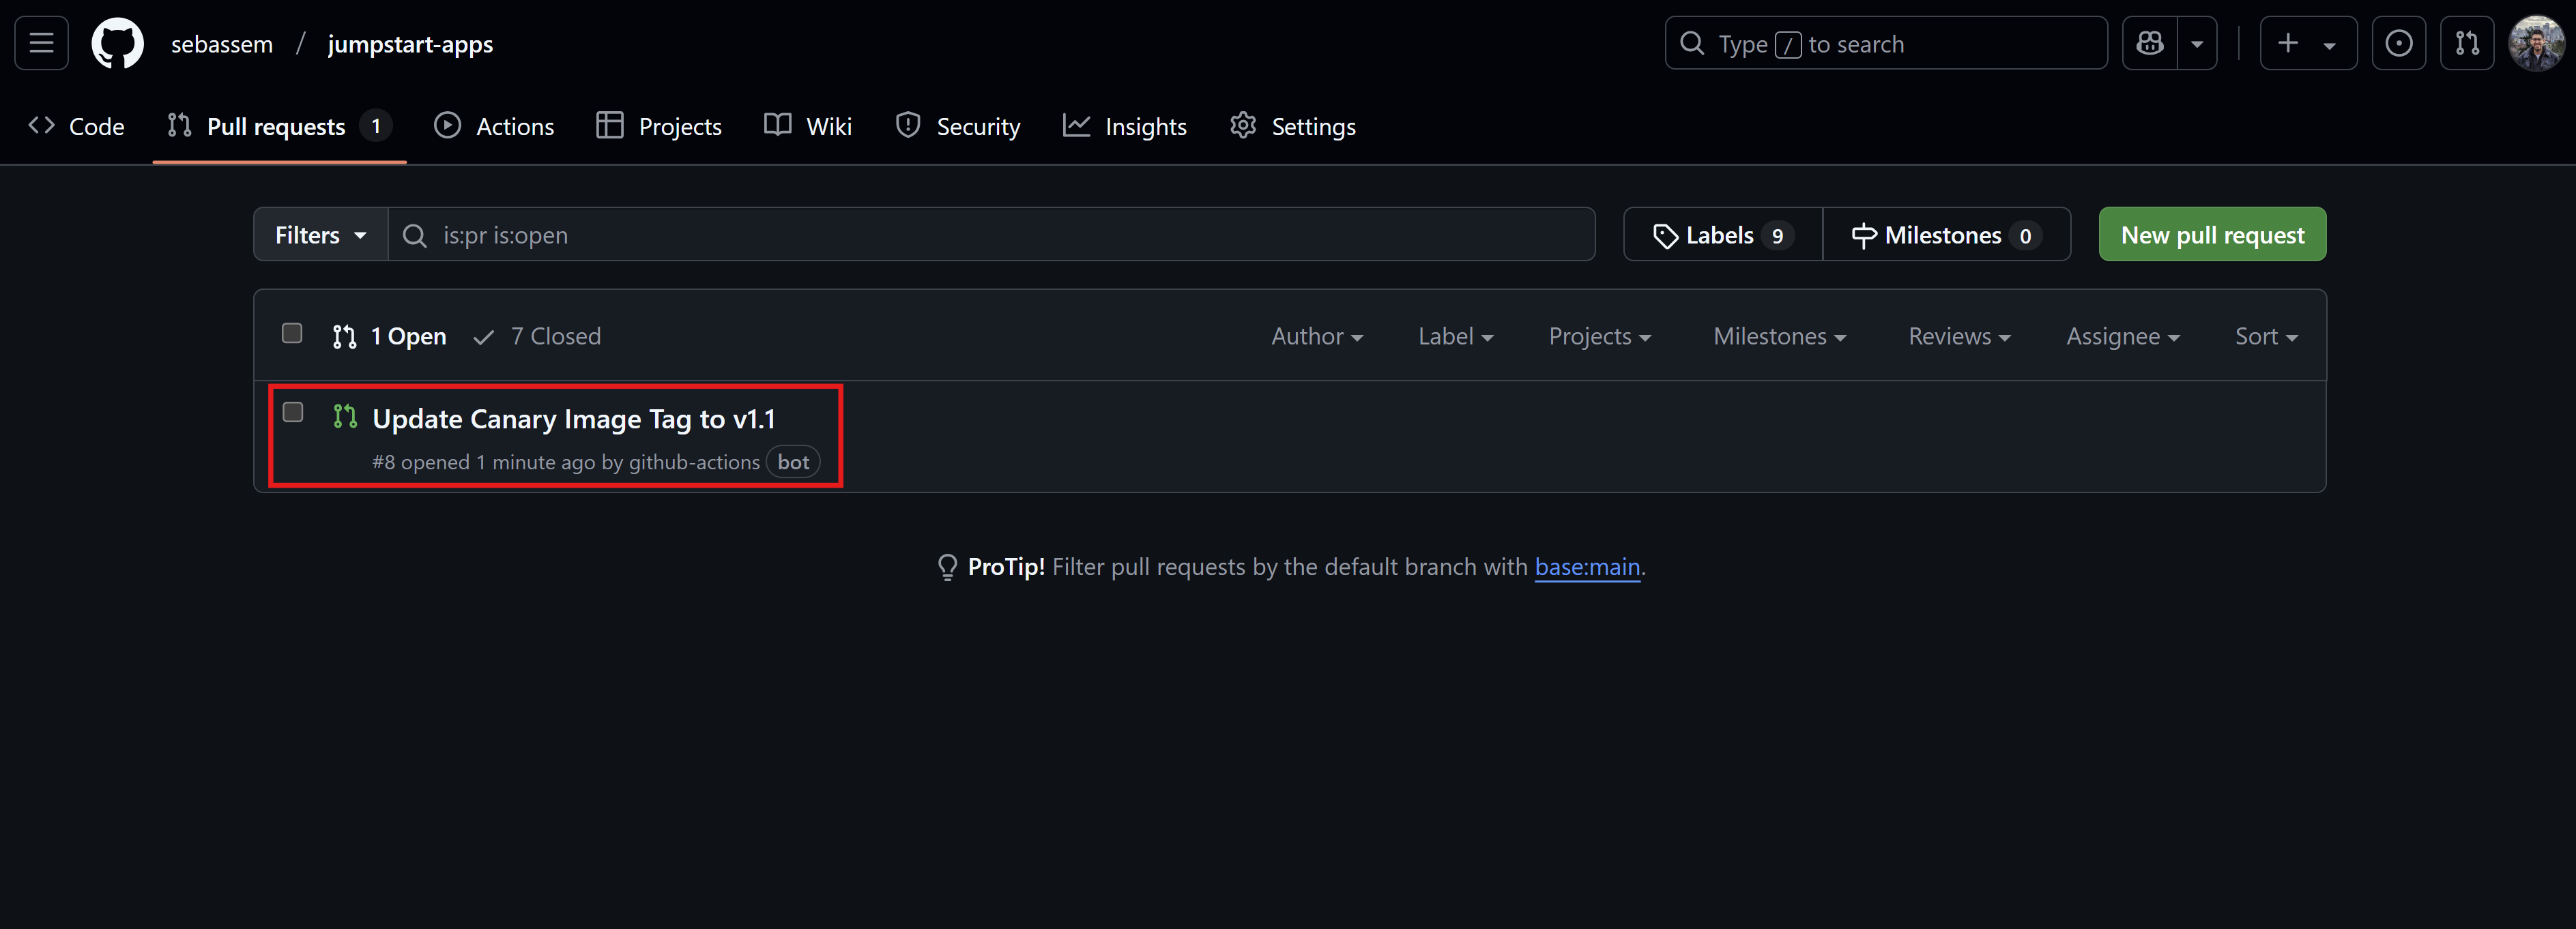 sebassem / jumpstart-apps
Type / to search
Code
Pull requests 1
Actions
Projects
Wiki
Security
Insights
Settings
Filters
is:pr is:open
Labels 9
Milestones 0
New pull request
1 Open
7 Closed
Author
Label
Projects
Milestones
Reviews
Assignee
Sort
Update Canary Image Tag to v1.1
#8 opened 1 minute ago by github-actions bot
ProTip! Filter pull requests by the default branch with base:main.